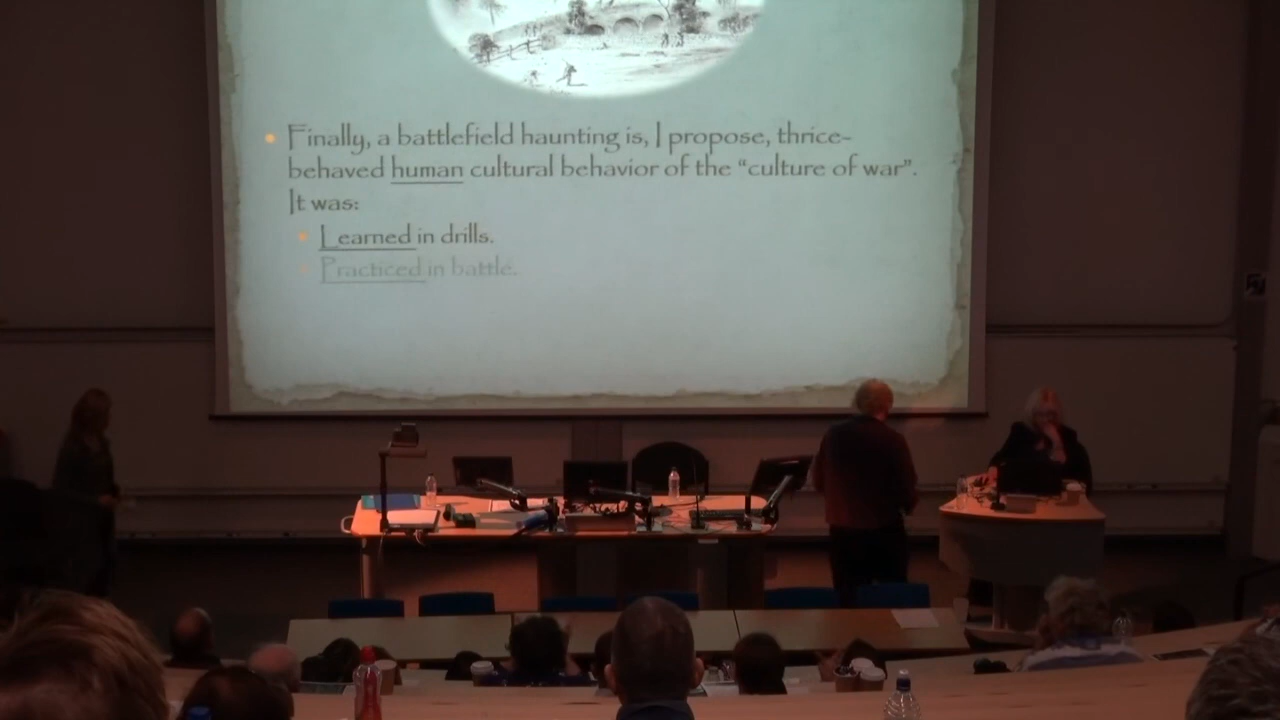 Finally, a battlefield haunting is, I propose, thrice-
behaved human cultural behavior of the “culture of war”.
It was:
Learned in drills.
Practiced in battle.